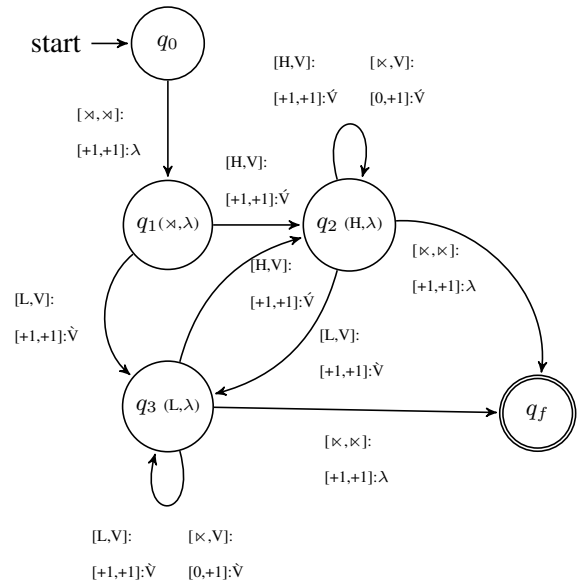 start
q0
[⋊,⋊]:
[+1,+1]:λ
[H,V]:
[+1,+1]:V́
[⋉,V]:
[0,+1]:V́
[H,V]:
[+1,+1]:V́
q1(⋊,λ)
q2 (H,λ)
[H,V]:
[+1,+1]:V́
[⋉,⋉]:
[+1,+1]:λ
[L,V]:
[+1,+1]:V̀
[L,V]:
[+1,+1]:V̀
q3 (L,λ)
qf
[⋉,⋉]:
[+1,+1]:λ
[L,V]:
[+1,+1]:V̀
[⋉,V]:
[0,+1]:V̀